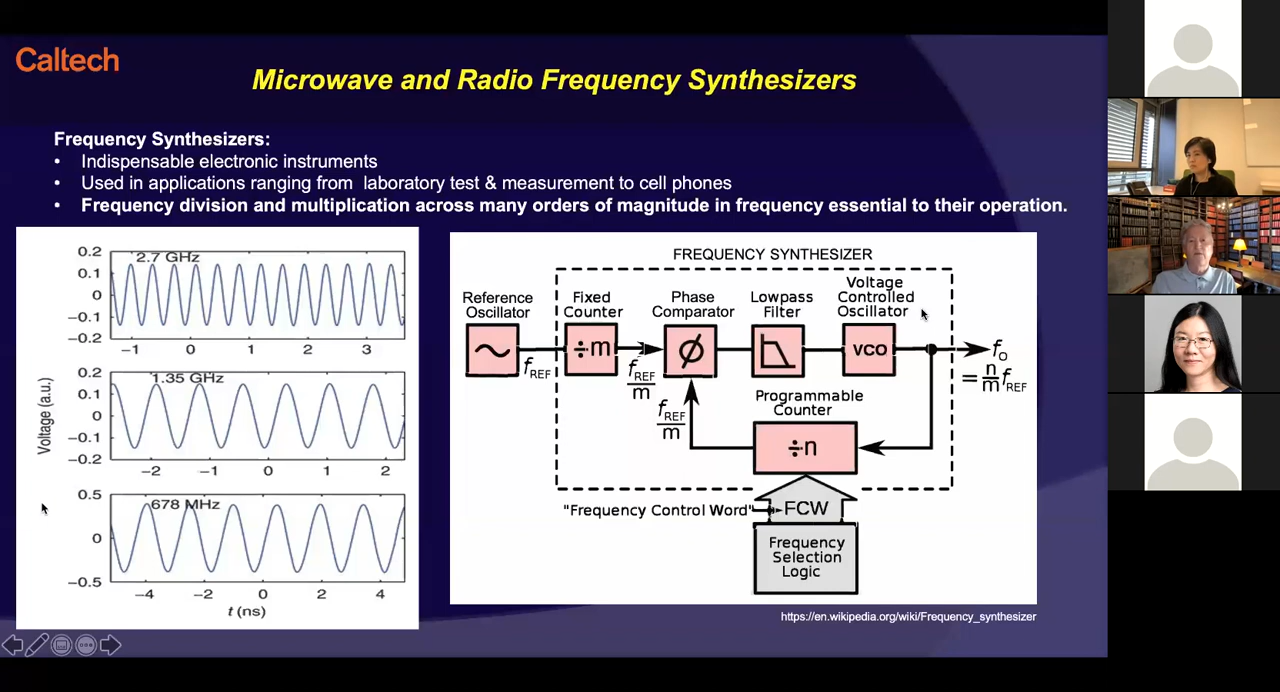 Caltech
Microwave and Radio Frequency Synthesizers
Frequency Synthesizers:
• Indispensable electronic instruments
• Used in applications ranging from laboratory test & measurement to cell phones
• Frequency division and multiplication across many orders of magnitude in frequency essential to their operation.
Voltage (a.u.)
2.7 GHz
0.2
0.1
0
−0.1
−0.2
−1 0 1 2 3
1.35 GHz
0.2
0.1
0
−0.1
−0.2
−2 −1 0 1 2
678 MHz
0.5
0
−0.5
−4 −2 0 2 4
t (ns)
FREQUENCY SYNTHESIZER
Reference
Oscillator
Fixed
Counter
Phase
Comparator
Lowpass
Filter
Voltage
Controlled
Oscillator
fREF
÷m
fREF
m
ϕ
VCO
fO
= n/m fREF
fREF
m
Programmable
Counter
÷n
"Frequency Control Word"
FCW
Frequency
Selection
Logic
https://en.wikipedia.org/wiki/Frequency_synthesizer